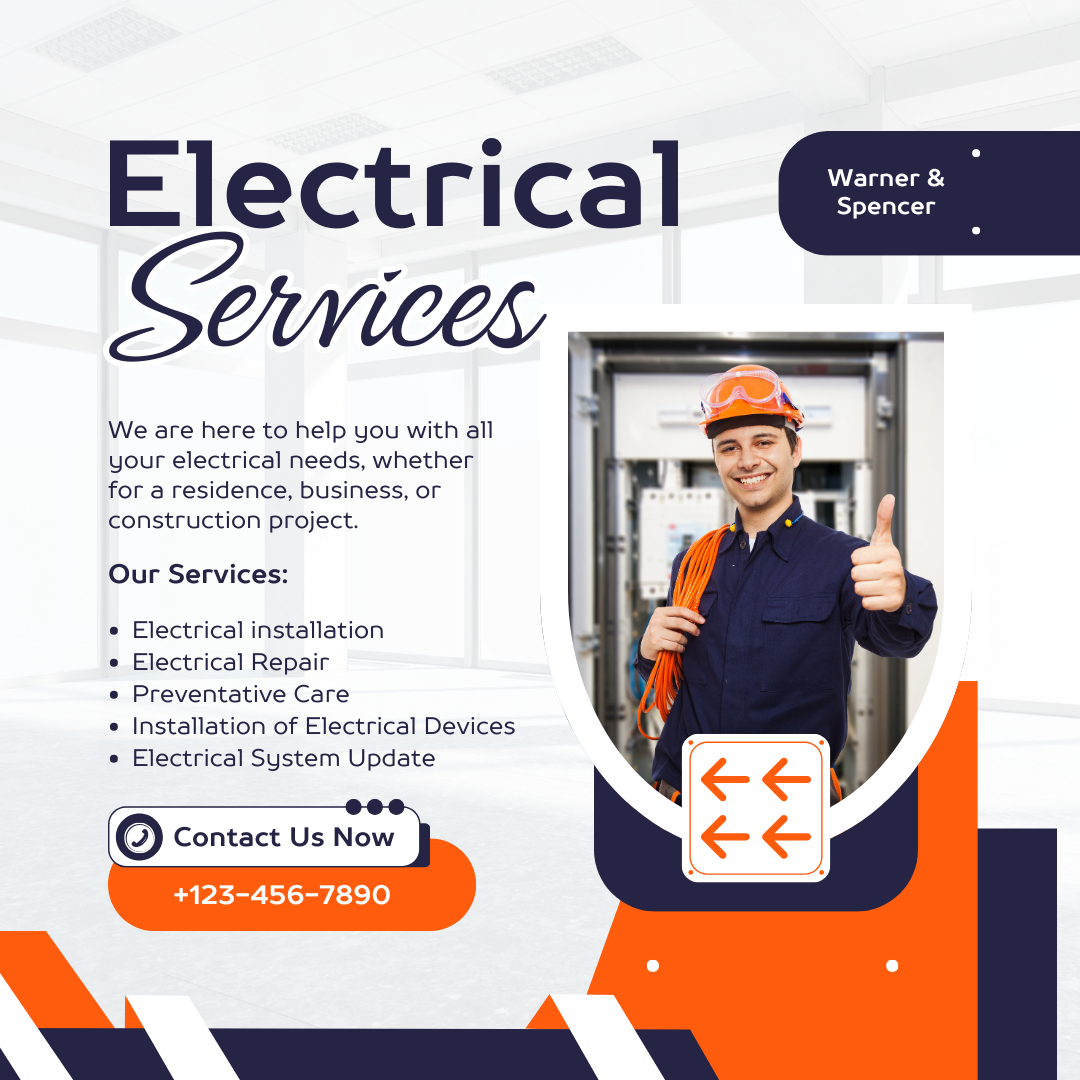 Electrical
Services
Warner &
Spencer
We are here to help you with all
your electrical needs, whether
for a residence, business, or
construction project.
Our Services:
• Electrical installation
• Electrical Repair
• Preventative Care
• Installation of Electrical Devices
• Electrical System Update
Contact Us Now
+123-456-7890